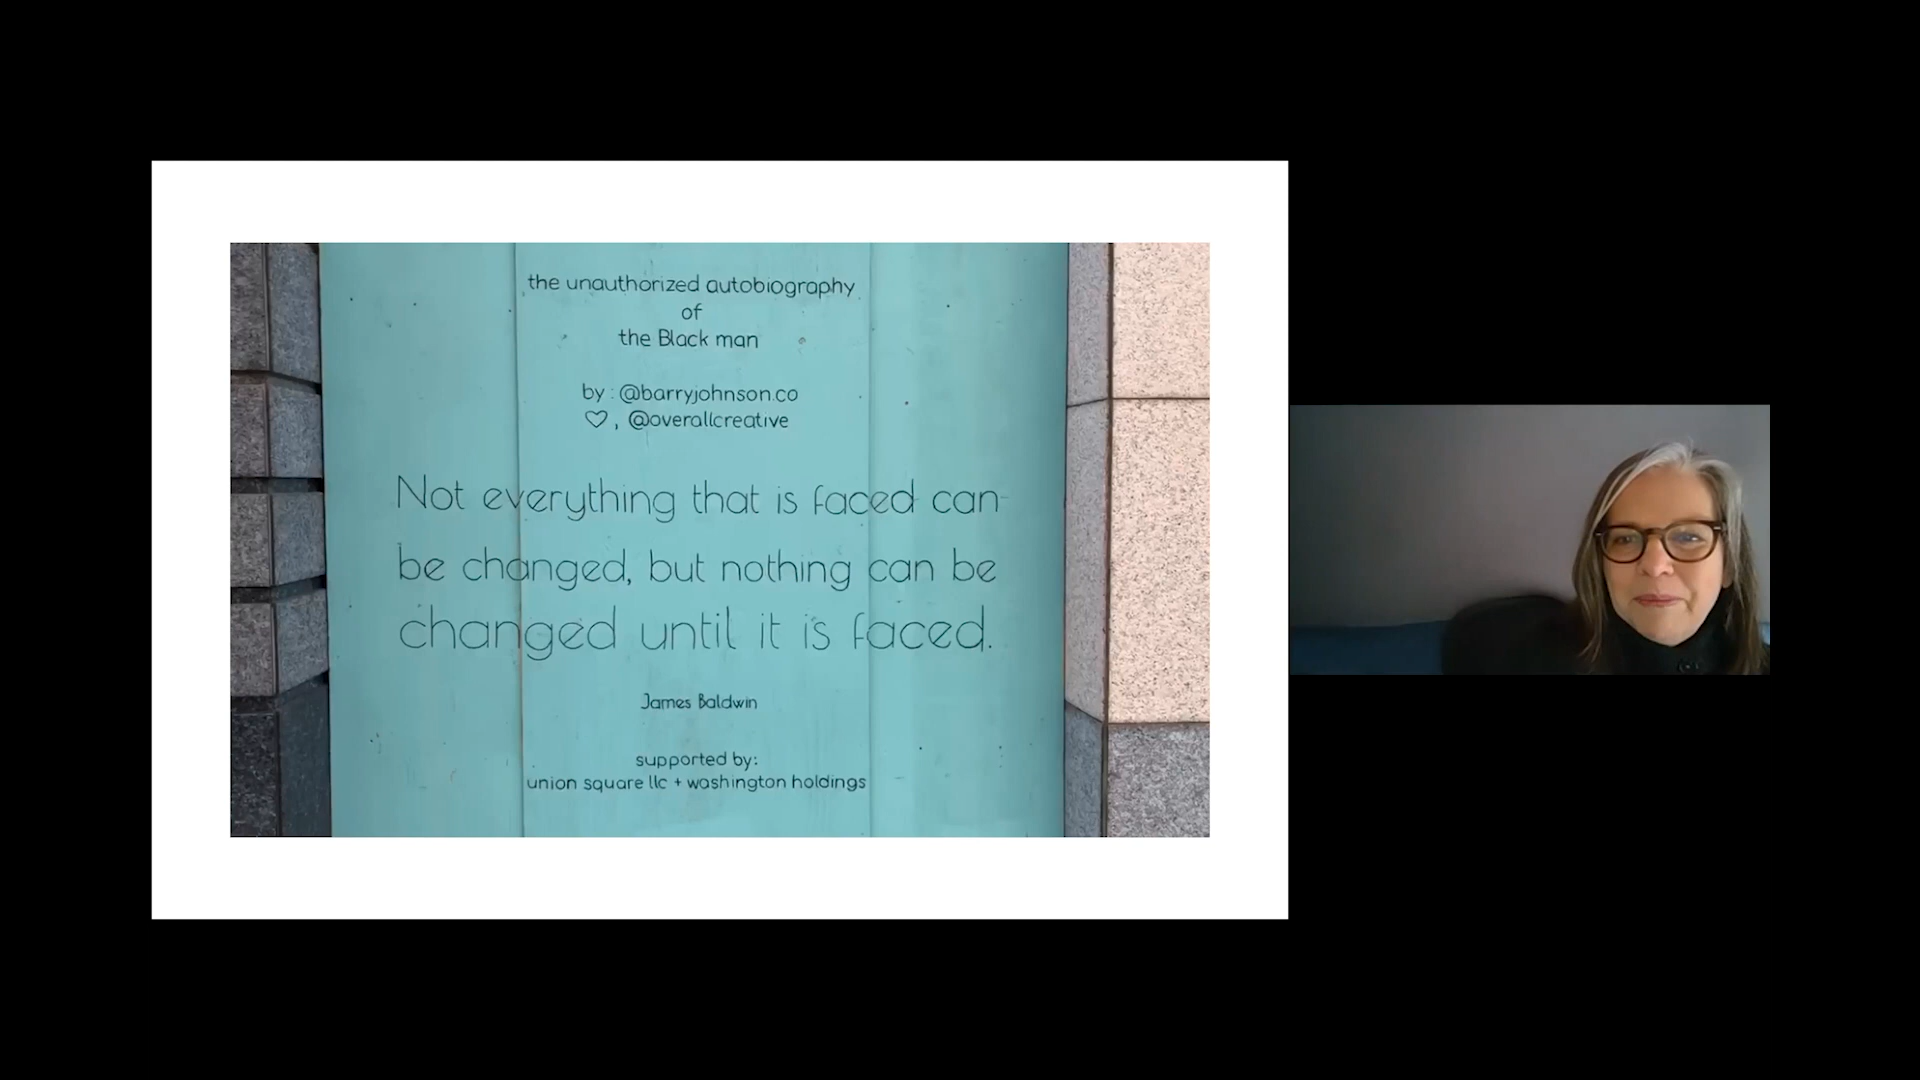 the unauthorized autobiography
of
the Black man
by : @barryjohnson.co
♡, @overallcreative
Not everything that is faced can
be changed, but nothing can be
changed until it is faced.
James Baldwin
supported by:
union square llc + washington holdings